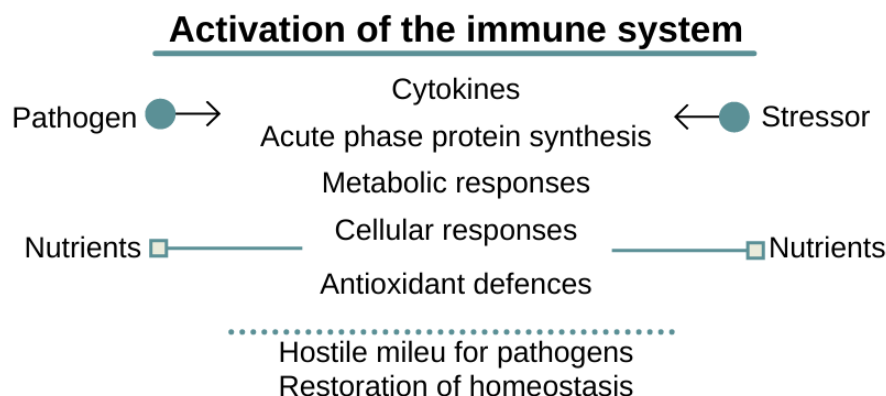 Activation of the immune system
Cytokines
Pathogen
Stressor
Acute phase protein synthesis
Metabolic responses
Cellular responses
Nutrients
Nutrients
Antioxidant defences
Hostile mileu for pathogens
Restoration of homeostasis